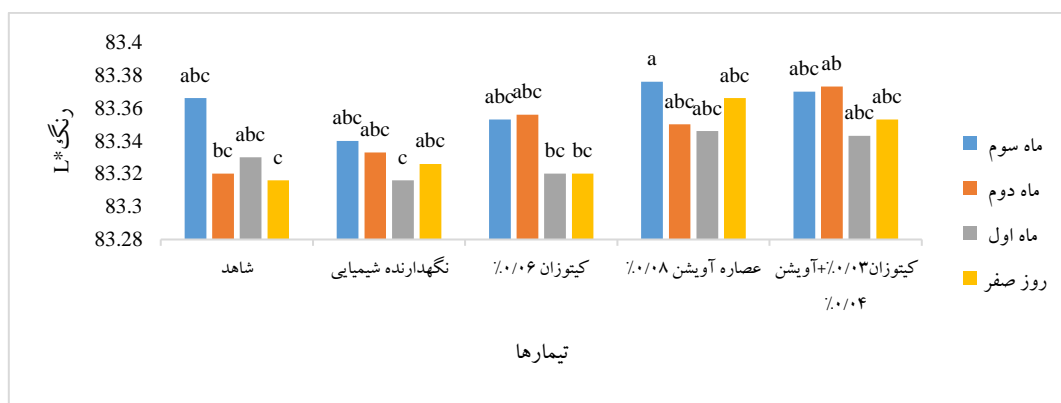 83.4
83.38
83.36
83.34
83.32
83.3
83.28
رنگ L*
abc
bc
abc
c
abc
abc
c
abc
abc
abc
bc
bc
a
abc
abc
abc
abc
ab
abc
abc
شاهد
نگهدارنده شیمیایی
کیتوزان ۰/۰۶٪
عصاره آویشن ۰/۰۸٪
کیتوزان۰/۰۳٪+آویشن
۰/۰۴٪
تیمارها
ماه سوم
ماه دوم
ماه اول
روز صفر